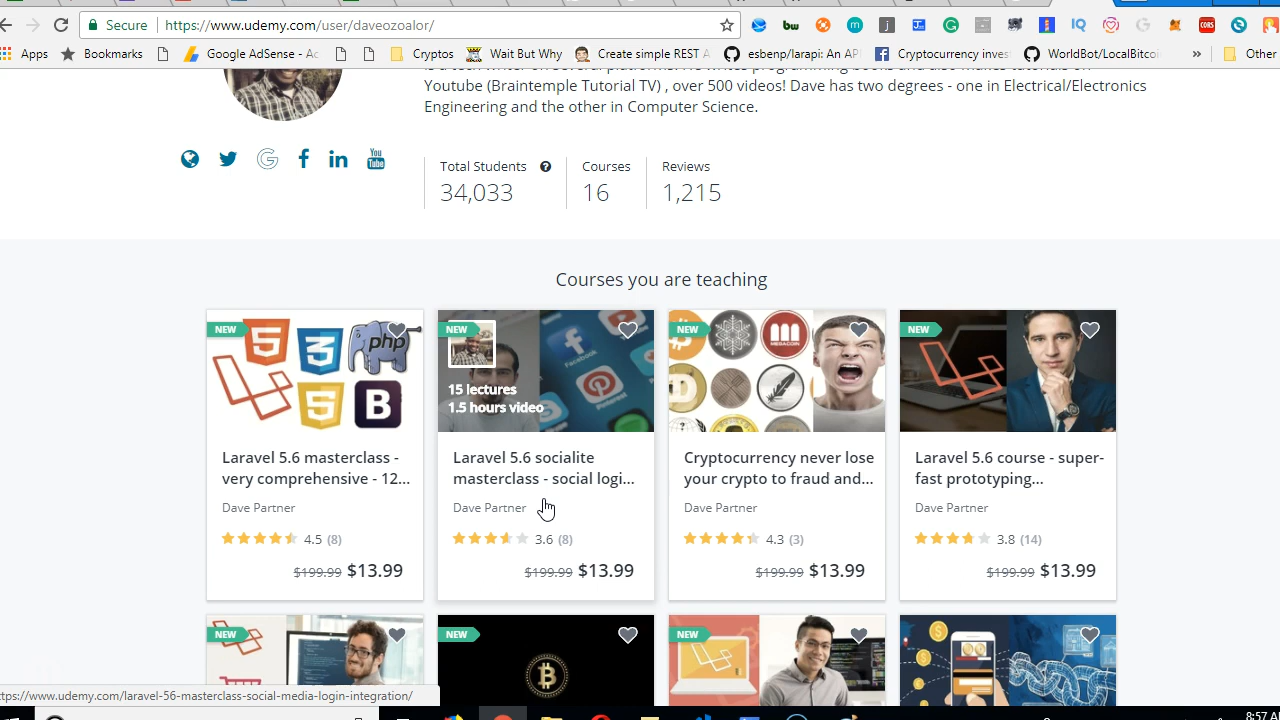 Secure https://www.udemy.com/user/daveozoalor/
Apps Bookmarks Google AdSense - Ac Cryptos Wait But Why Create simple REST esbenp/larapi: An AP Cryptocurrency inves WorldBot/LocalBitcoi » Other
Youtube (Braintemple Tutorial TV) , over 500 videos! Dave has two degrees - one in Electrical/Electronics
Engineering and the other in Computer Science.
You
Tube
Total Students Courses Reviews
34,033 16 1,215
Courses you are teaching
NEW NEW NEW NEW
php
MEGACOIN
15 lectures
1.5 hours video
Laravel 5.6 masterclass -
very comprehensive - 12...
Dave Partner
4.5 (8)
$199.99 $13.99
Laravel 5.6 socialite
masterclass - social logi...
Dave Partner
3.6 (8)
$199.99 $13.99
Cryptocurrency never lose
your crypto to fraud and...
Dave Partner
4.3 (3)
$199.99 $13.99
Laravel 5.6 course - super-
fast prototyping...
Dave Partner
3.8 (14)
$199.99 $13.99
NEW NEW NEW
ttps://www.udemy.com/laravel-56-masterclass-social-media-login-integration/
8:57 A